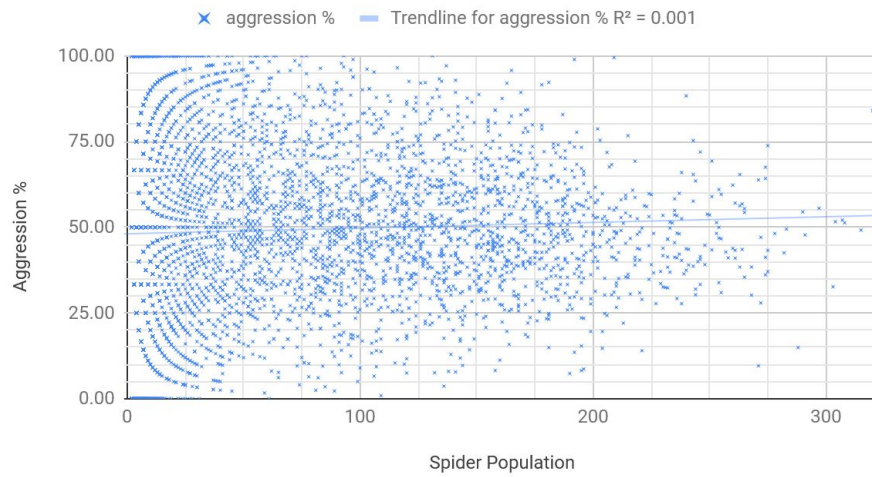 aggression % Trendline for aggression % R² = 0.001
100.00
75.00
50.00
25.00
0.00
Aggression %
0 100 200 300
Spider Population